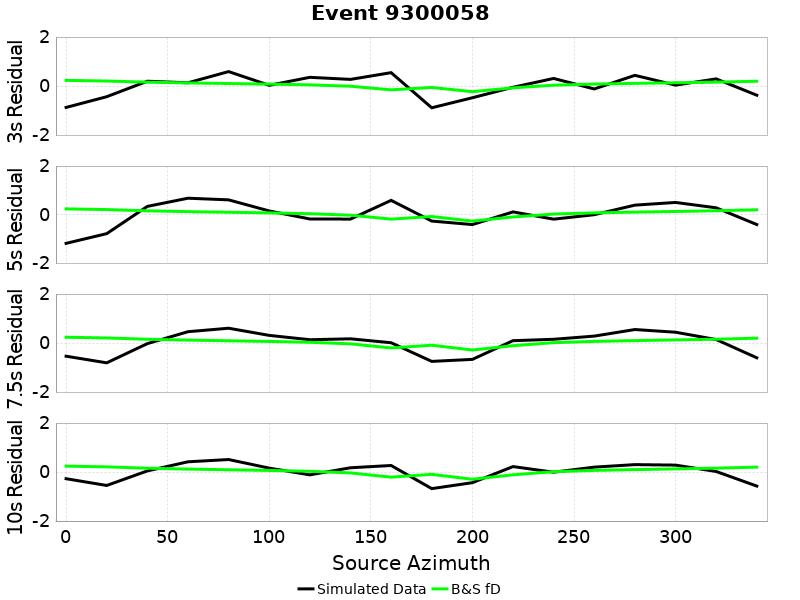 Event 9300058
3s Residual
2
0
-2
5s Residual
2
0
-2
7.5s Residual
2
0
-2
10s Residual
2
0
-2
0 50 100 150 200 250 300
Source Azimuth
Simulated Data B&S fD